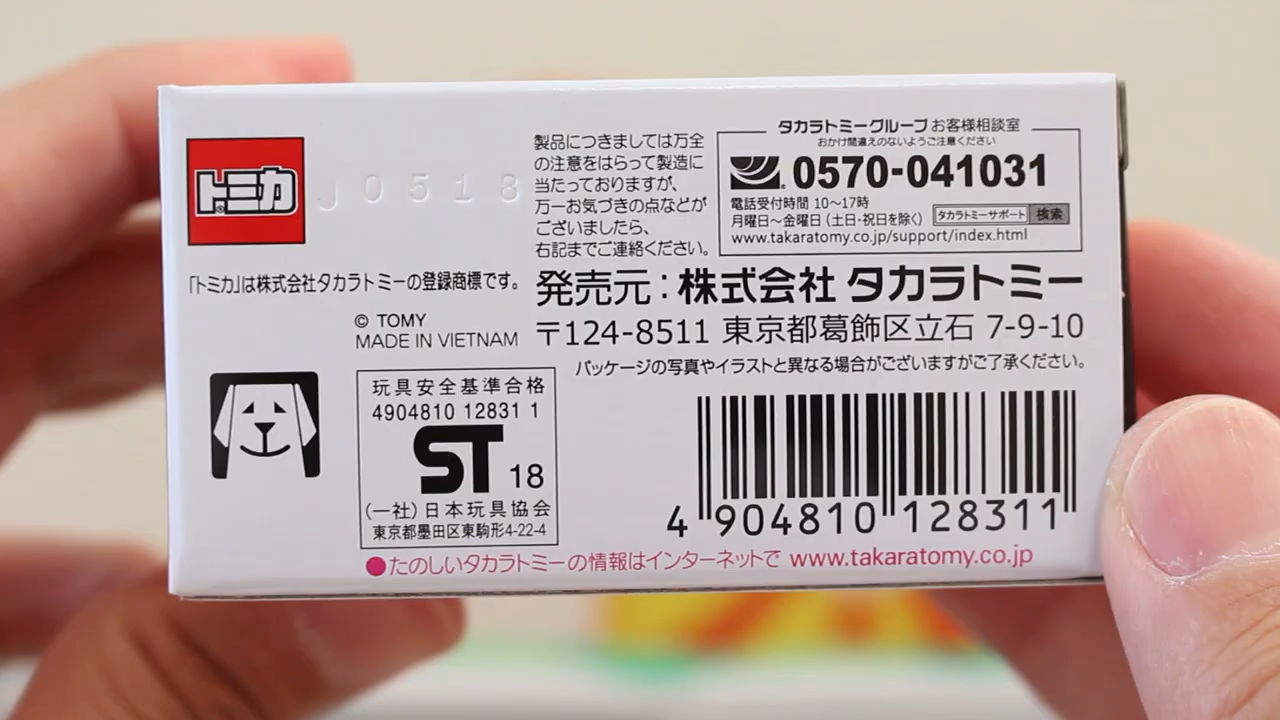 トミカ
J0518
「トミカ」は株式会社タカラトミーの登録商標です。
© TOMY
MADE IN VIETNAM
製品につきましては万全
の注意をはらって製造に
当たっておりますが、
万一お気づきの点などが
ございましたら、
右記までご連絡ください。
タカラトミーグループ お客様相談室
おかけ間違えのないようご注意ください
0570-041031
電話受付時間 10〜17時
月曜日〜金曜日 (土日・祝日を除く) タカラトミーサポート 検索
www.takaratomy.co.jp/support/index.html
発売元:株式会社 タカラトミー
〒124-8511 東京都葛飾区立石 7-9-10
パッケージの写真やイラストと異なる場合がございますがご了承ください。
玩具安全基準合格
4904810 12831 1
ST 18
(一社)日本玩具協会
東京都墨田区東駒形4-22-4
4 904810 128311
●たのしいタカラトミーの情報はインターネットで www.takaratomy.co.jp